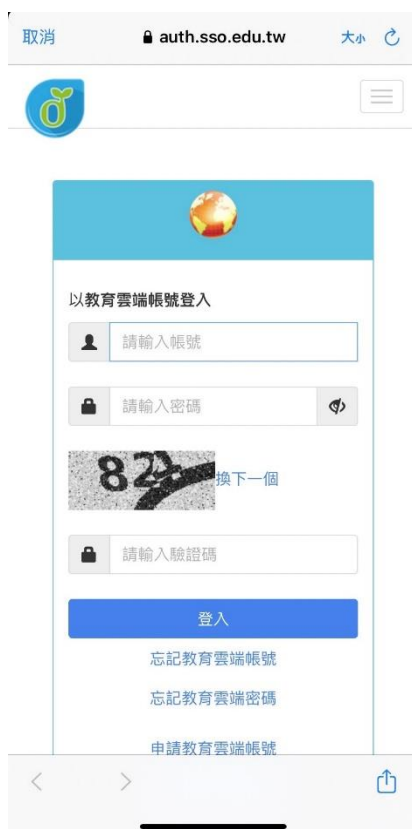 取消
auth.sso.edu.tw
大小
以教育雲端帳號登入
請輸入帳號
請輸入密碼
換下一個
請輸入驗證碼
登入
忘記教育雲端帳號
忘記教育雲端密碼
申請教育雲端帳號